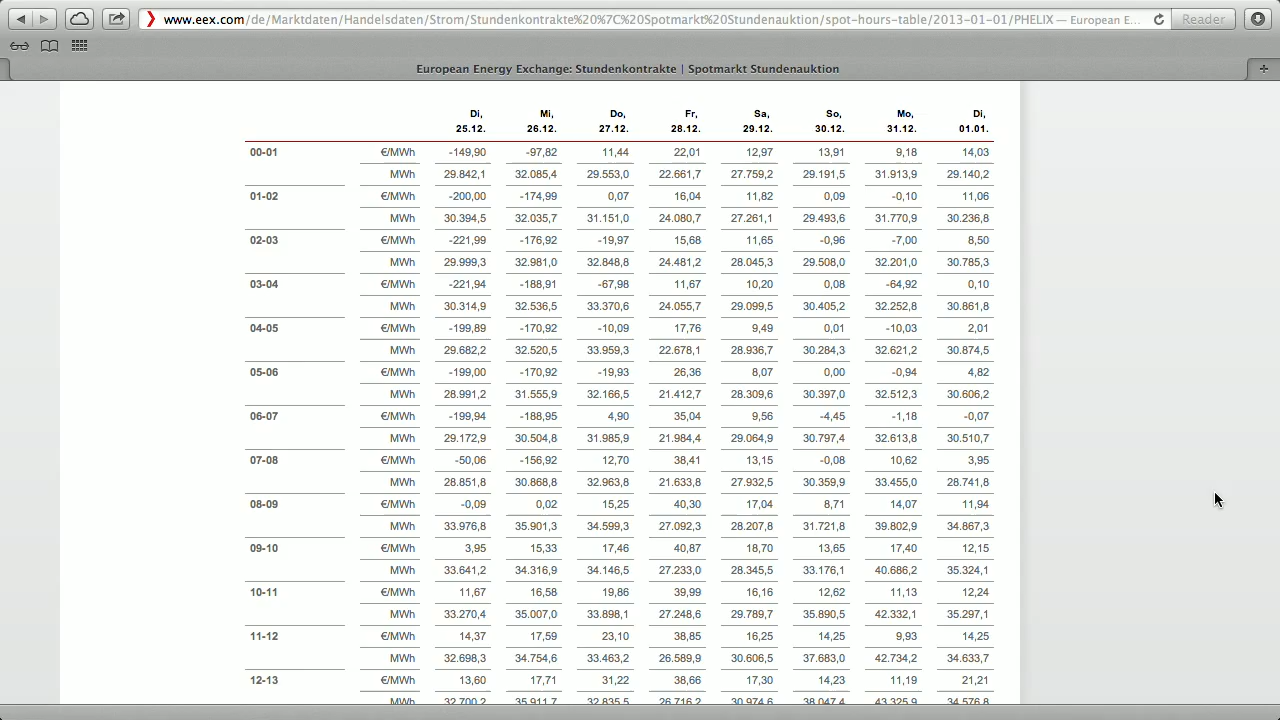 www.eex.com/de/Marktdaten/Handelsdaten/Strom/Stundenkontrakte%20%7C%20Spotmarkt%20Stundenauktion/spot-hours-table/2013-01-01/PHELIX — European E... Reader
European Energy Exchange: Stundenkontrakte | Spotmarkt Stundenauktion
Di, Mi, Do, Fr, Sa, So, Mo, Di,
25.12. 26.12. 27.12. 28.12. 29.12. 30.12. 31.12. 01.01.
00-01 €/MWh -149,90 -97,82 11,44 22,01 12,97 13,91 9,18 14,03
MWh 29.842,1 32.085,4 29.553,0 22.661,7 27.759,2 29.191,5 31.913,9 29.140,2
01-02 €/MWh -200,00 -174,99 0,07 16,04 11,82 0,09 -0,10 11,06
MWh 30.394,5 32.035,7 31.151,0 24.080,7 27.261,1 29.493,6 31.770,9 30.236,8
02-03 €/MWh -221,99 -176,92 -19,97 15,68 11,65 -0,96 -7,00 8,50
MWh 29.999,3 32.981,0 32.848,8 24.481,2 28.045,3 29.508,0 32.201,0 30.785,3
03-04 €/MWh -221,94 -188,91 -67,98 11,67 10,20 0,08 -64,92 0,10
MWh 30.314,9 32.536,5 33.370,6 24.055,7 29.099,5 30.405,2 32.252,8 30.861,8
04-05 €/MWh -199,89 -170,92 -10,09 17,76 9,49 0,01 -10,03 2,01
MWh 29.682,2 32.520,5 33.959,3 22.678,1 28.936,7 30.284,3 32.621,2 30.874,5
05-06 €/MWh -199,00 -170,92 -19,93 26,36 8,07 0,00 -0,94 4,82
MWh 28.991,2 31.555,9 32.166,5 21.412,7 28.309,6 30.397,0 32.512,3 30.606,2
06-07 €/MWh -199,94 -188,95 4,90 35,04 9,56 -4,45 -1,18 -0,07
MWh 29.172,9 30.504,8 31.985,9 21.984,4 29.064,9 30.797,4 32.613,8 30.510,7
07-08 €/MWh -50,06 -156,92 12,70 38,41 13,15 -0,08 10,62 3,95
MWh 28.851,8 30.868,8 32.963,8 21.633,8 27.932,5 30.359,9 33.455,0 28.741,8
08-09 €/MWh -0,09 0,02 15,25 40,30 17,04 8,71 14,07 11,94
MWh 33.976,8 35.901,3 34.599,3 27.092,3 28.207,8 31.721,8 39.802,9 34.867,3
09-10 €/MWh 3,95 15,33 17,46 40,87 18,70 13,65 17,40 12,15
MWh 33.641,2 34.316,9 34.146,5 27.233,0 28.345,5 33.176,1 40.686,2 35.324,1
10-11 €/MWh 11,67 16,58 19,86 39,99 16,16 12,62 11,13 12,24
MWh 33.270,4 35.007,0 33.898,1 27.248,6 29.789,7 35.890,5 42.332,1 35.297,1
11-12 €/MWh 14,37 17,59 23,10 38,85 16,25 14,25 9,93 14,25
MWh 32.698,3 34.754,6 33.463,2 26.589,9 30.606,5 37.683,0 42.734,2 34.633,7
12-13 €/MWh 13,60 17,71 31,22 38,66 17,30 14,23 11,19 21,21
MWh 32.700,2 35.911,7 32.835,5 26.716,2 30.974,6 38.047,4 43.325,9 34.576,8